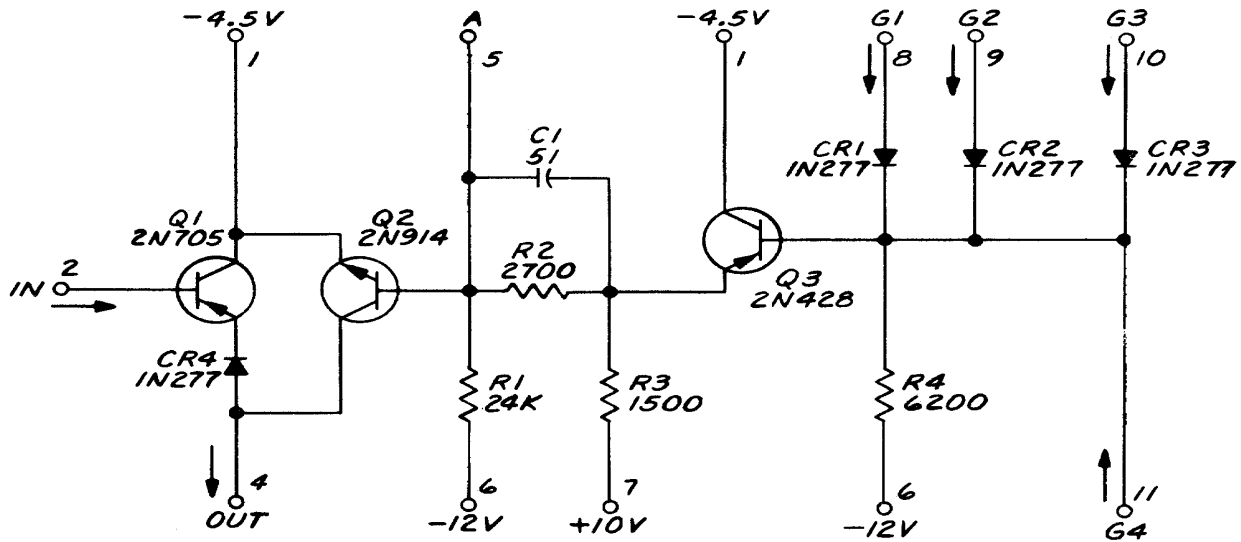 -4.5V
A
-4.5V
G1
G2
G3
1
5
1
8
9
10
C1
51
CR1
1N277
CR2
1N277
CR3
1N277
Q1
2N705
Q2
2N914
R2
2700
Q3
2N428
2
IN
CR4
1N277
R1
24K
R3
1500
R4
6200
4
OUT
6
-12V
7
+10V
6
-12V
11
G4